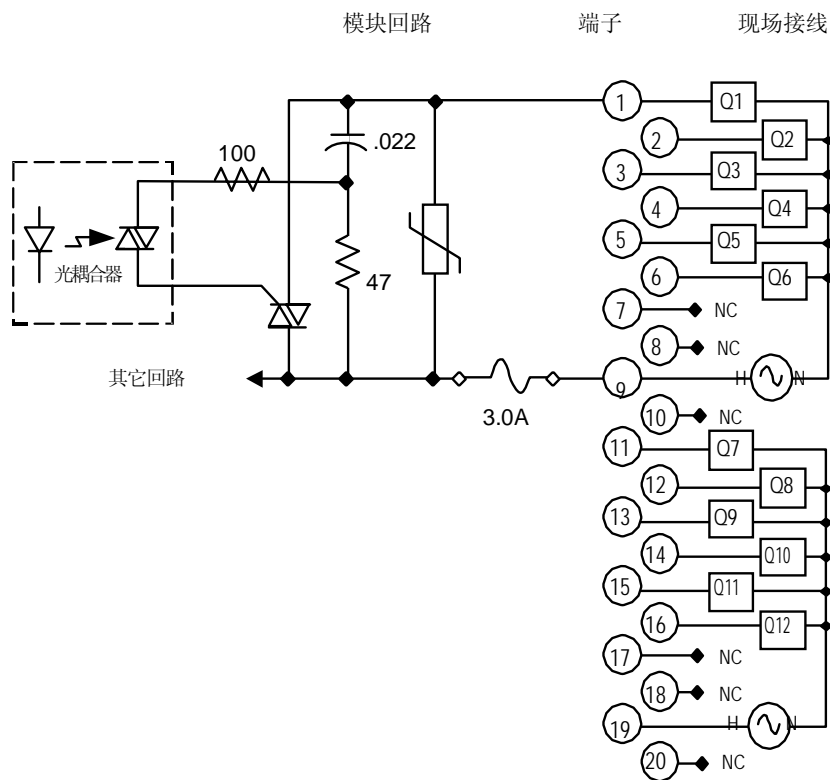 模块回路 端子 现场接线
1 Q1
2 Q2
.022
100
3 Q3
4 Q4
5 Q5
光耦合器
6 Q6
47
7 NC
8 NC
其它回路
9 H N
3.0A
10 NC
11 Q7
12 Q8
13 Q9
14 Q10
15 Q11
16 Q12
17 NC
18 NC
19 H N
20 NC